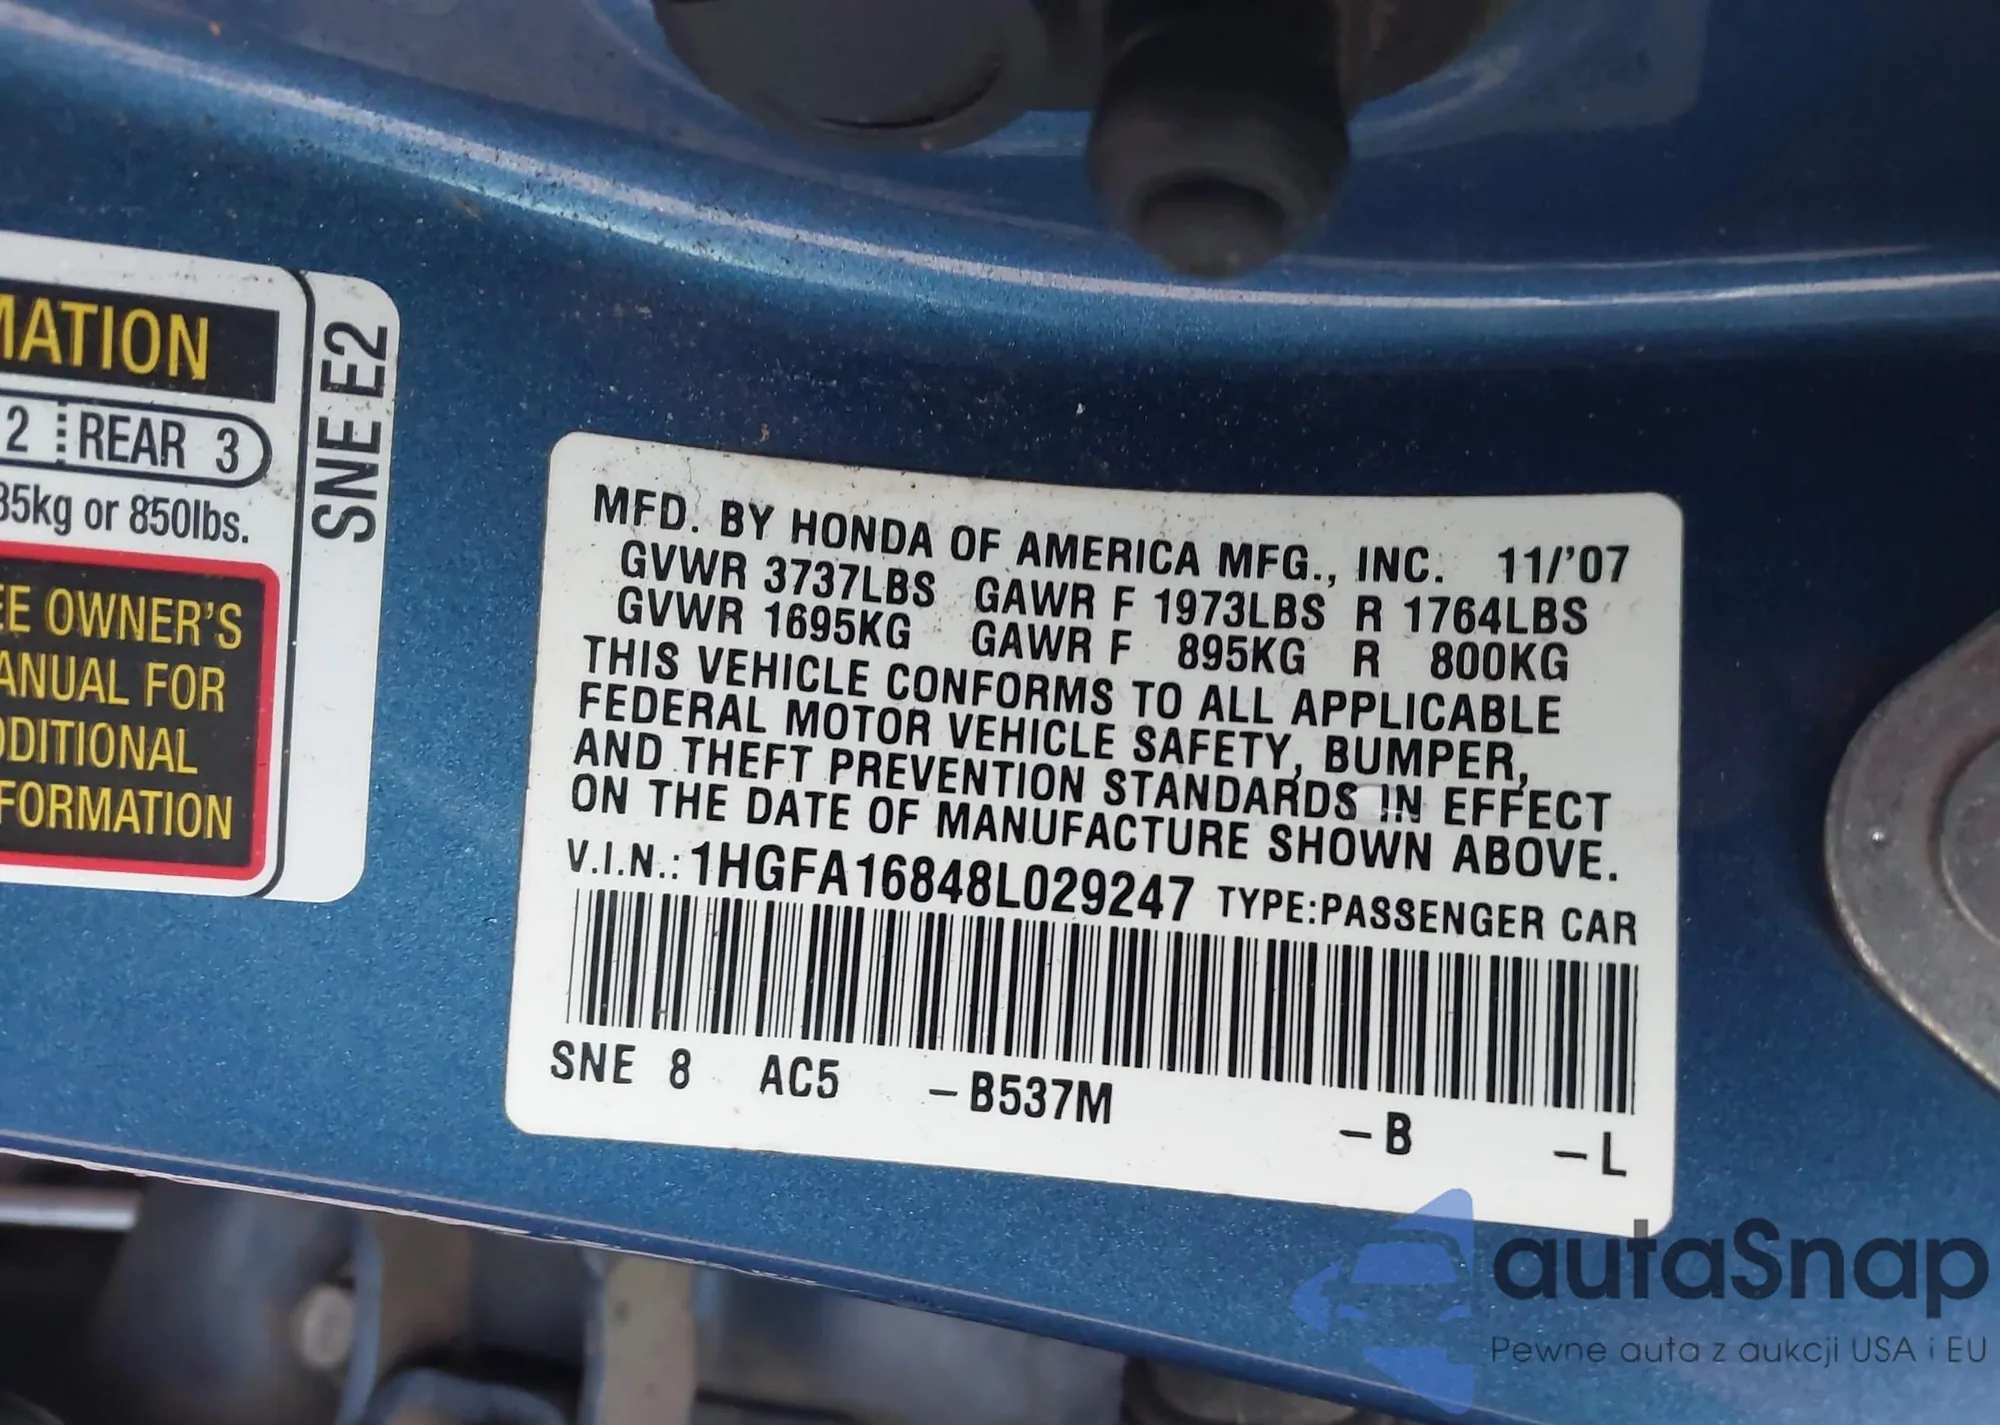 MATION
2 REAR 3
35kg or 850lbs.
EE OWNER'S
ANUAL FOR
DDITIONAL
FORMATION
SNE E2
MFD. BY HONDA OF AMERICA MFG., INC. 11/'07
GVWR 3737LBS GAWR F 1973LBS R 1764LBS
GVWR 1695KG GAWR F 895KG R 800KG
THIS VEHICLE CONFORMS TO ALL APPLICABLE
FEDERAL MOTOR VEHICLE SAFETY, BUMPER,
AND THEFT PREVENTION STANDARDS IN EFFECT
ON THE DATE OF MANUFACTURE SHOWN ABOVE.
V.I.N.: 1HGFA16848L029247 TYPE:PASSENGER CAR
SNE 8 AC5 -B537M -B -L
autaSnap
Pewne auta z aukcji USA i EU